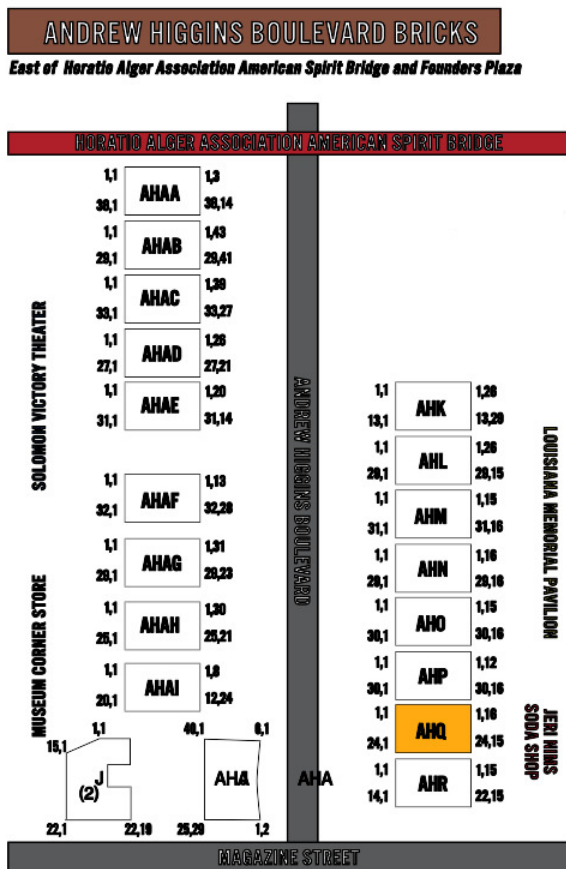 ANDREW HIGGINS BOULEVARD BRICKS
East of Horatio Alger Association American Spirit Bridge and Founders Plaza
HORATIO ALGER ASSOCIATION AMERICAN SPIRIT BRIDGE
1,1 AHAA 1,3
38,1 38,14
1,1 AHAB 1,43
29,1 29,41
1,1 AHAC 1,39
33,1 33,27
1,1 AHAD 1,26
27,1 27,21
1,1 AHAE 1,20
31,1 31,14
1,1 AHAF 1,13
32,1 32,28
1,1 AHAG 1,31
29,1 29,23
1,1 AHAH 1,30
25,1 25,21
1,1 AHAI 1,8
20,1 12,24
SOLOMON VICTORY THEATER
MUSEUM CORNER STORE
1,1
15,1
J
(2)
22,1 22,19
40,1 6,1
25,29 1,2
AHA
ANDREW HIGGINS BOULEVARD
1,1 AHK 1,26
13,1 13,29
1,1 AHL 1,26
29,1 29,15
1,1 AHM 1,15
31,1 31,16
1,1 AHN 1,16
29,1 29,16
1,1 AHO 1,15
30,1 30,16
1,1 AHP 1,12
30,1 30,16
1,1 AHQ 1,16
24,1 24,15
1,1 AHR 1,15
14,1 22,15
LOUISIANA MEMORIAL PAVILION
JERI NIMS
SODA SHOP
MAGAZINE STREET